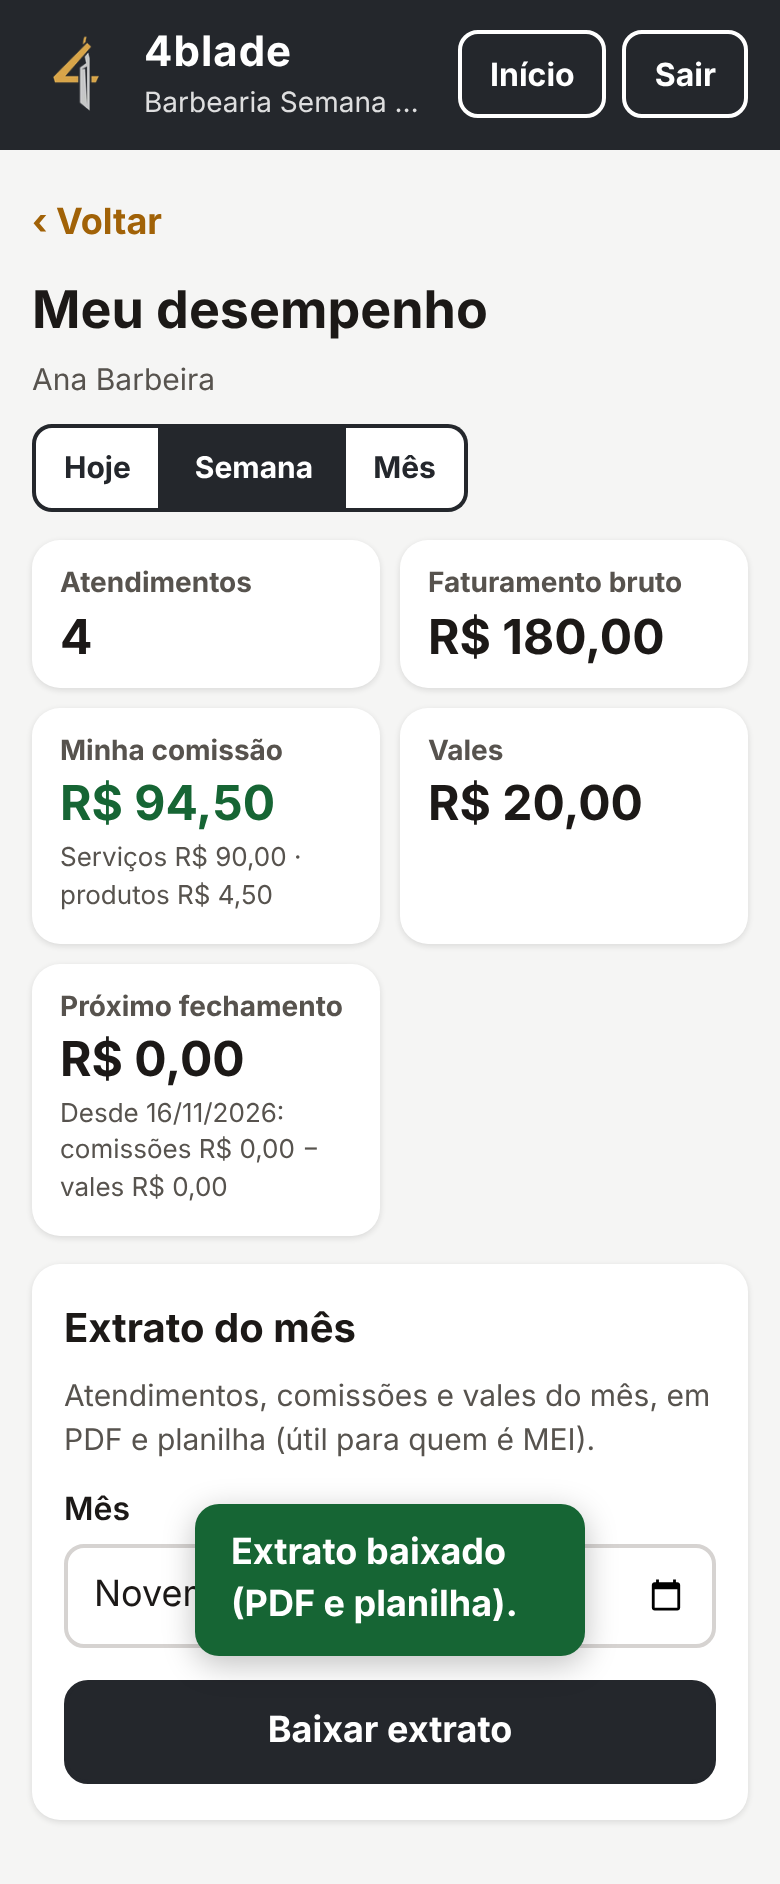 4blade
Barbearia Semana ...
Início
Sair
‹ Voltar
Meu desempenho
Ana Barbeira
Hoje
Semana
Mês
Atendimentos
4
Faturamento bruto
R$ 180,00
Minha comissão
R$ 94,50
Serviços R$ 90,00 ·
produtos R$ 4,50
Vales
R$ 20,00
Próximo fechamento
R$ 0,00
Desde 16/11/2026:
comissões R$ 0,00 −
vales R$ 0,00
Extrato do mês
Atendimentos, comissões e vales do mês, em
PDF e planilha (útil para quem é MEI).
Mês
Extrato baixado
(PDF e planilha).
Baixar extrato